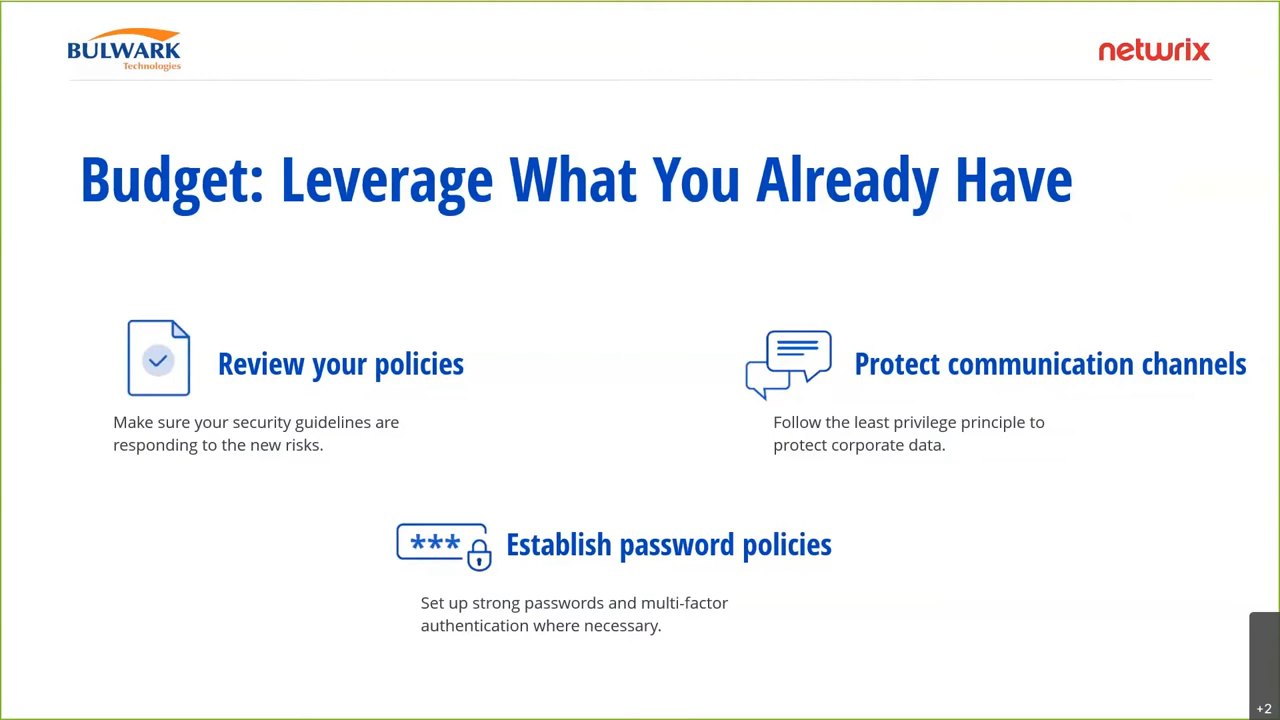 BULWARK
Technologies
netwrix
Budget: Leverage What You Already Have
Review your policies
Make sure your security guidelines are
responding to the new risks.
Protect communication channels
Follow the least privilege principle to
protect corporate data.
***
Establish password policies
Set up strong passwords and multi-factor
authentication where necessary.
+2